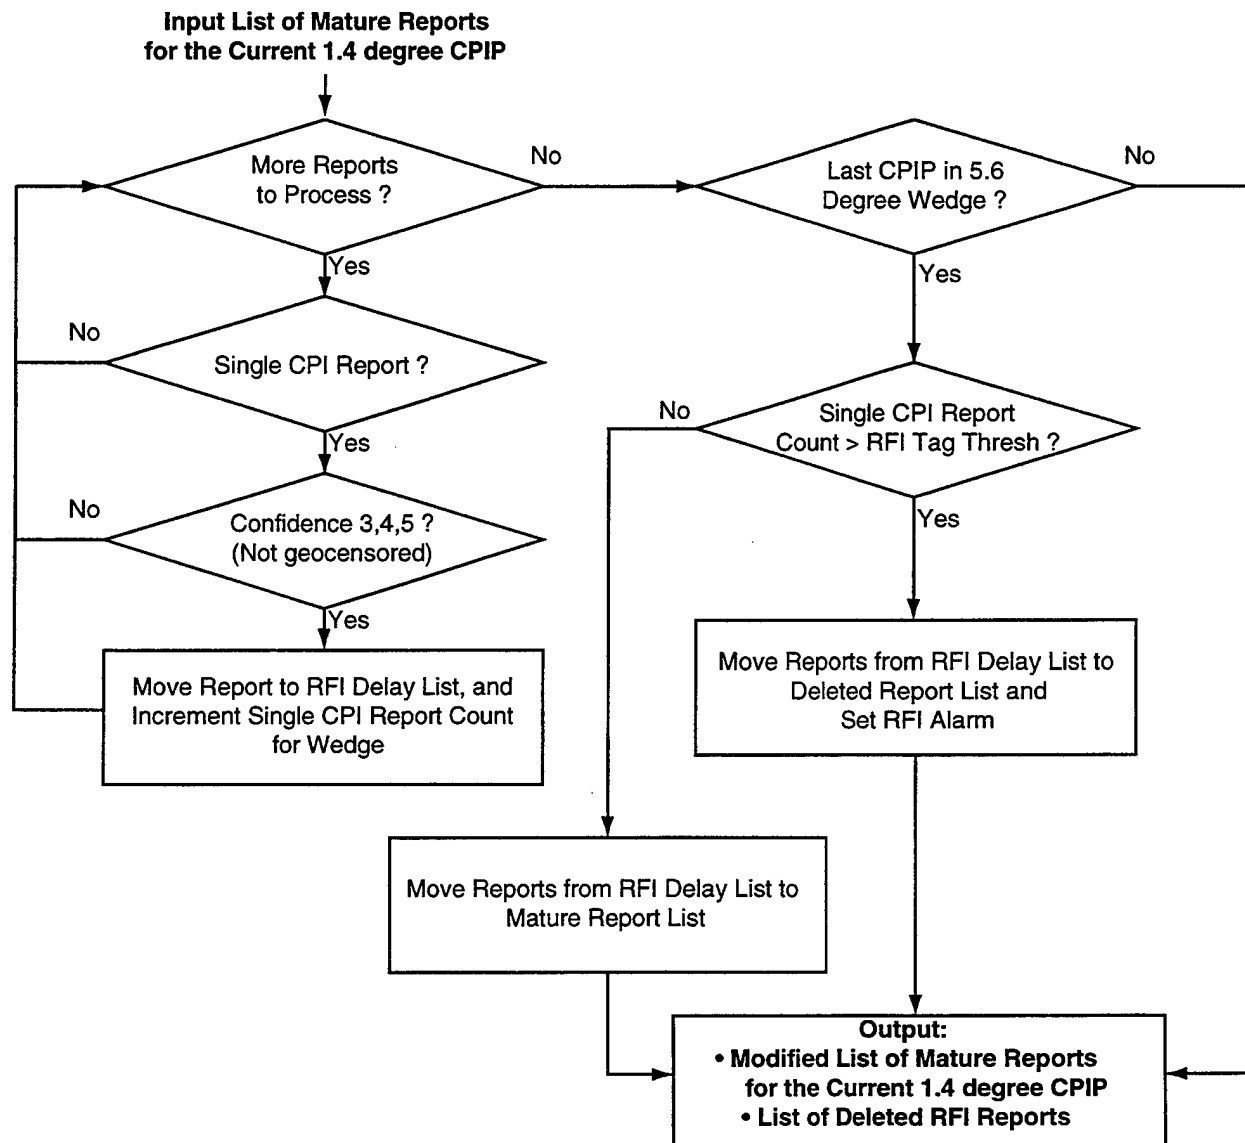 Input List of Mature Reports
for the Current 1.4 degree CPIP
More Reports
to Process ?
No
Yes
Single CPI Report ?
No
Yes
Confidence 3,4,5 ?
(Not geocensored)
No
Yes
Move Report to RFI Delay List, and
Increment Single CPI Report Count
for Wedge
Last CPIP in 5.6
Degree Wedge ?
No
Yes
Single CPI Report
Count > RFI Tag Thresh ?
No
Yes
Move Reports from RFI Delay List to
Deleted Report List and
Set RFI Alarm
Move Reports from RFI Delay List to
Mature Report List
Output:
• Modified List of Mature Reports
for the Current 1.4 degree CPIP
• List of Deleted RFI Reports